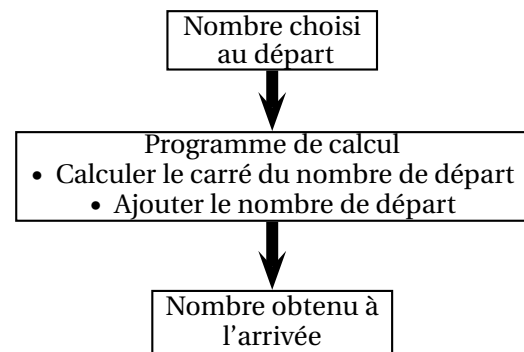 Nombre choisi
au départ
Programme de calcul
• Calculer le carré du nombre de départ
• Ajouter le nombre de départ
Nombre obtenu à
l'arrivée